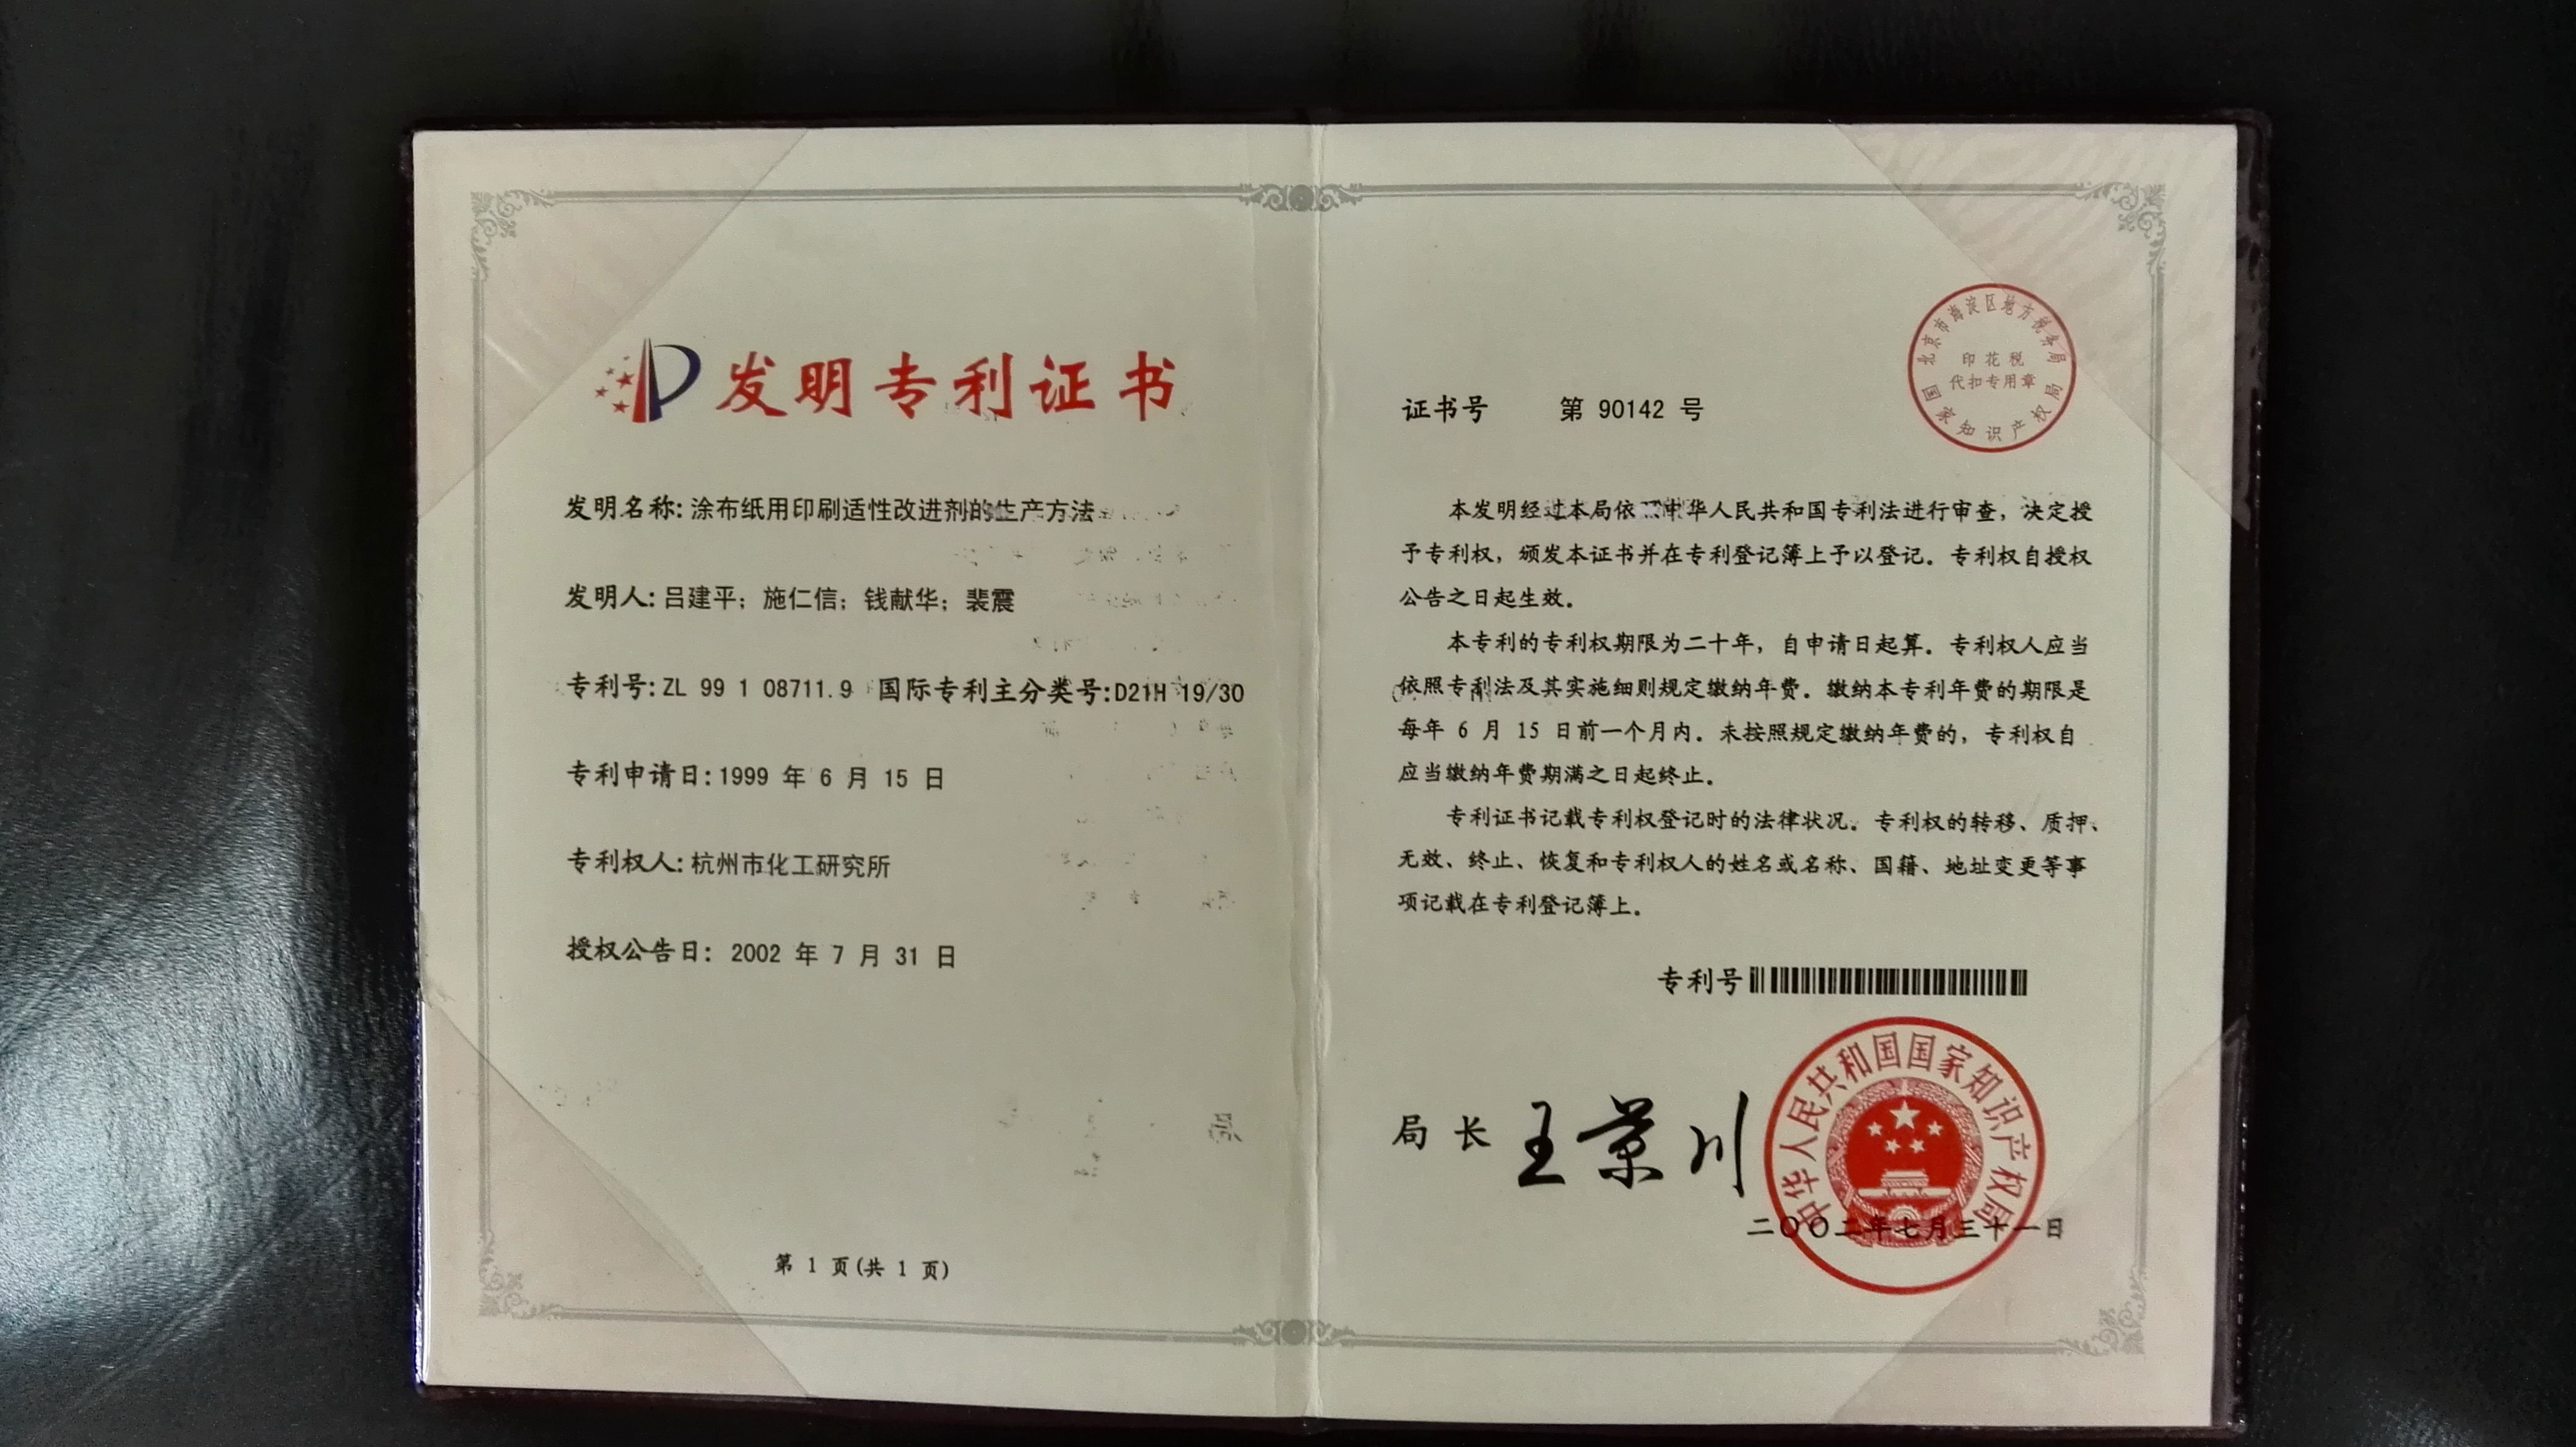 发明专利证书
发明名称:涂布纸用印刷适性改进剂的生产方法
发明人:吕建平;施仁信;钱献华;裴震
专利号:ZL 99 1 08711.9 国际专利主分类号:D21H 19/30
专利申请日:1999 年 6 月 15 日
专利权人:杭州市化工研究所
授权公告日: 2002 年 7 月 31 日
第 1 页(共 1 页)
北京市海淀区地方税务局
印花税
代扣专用章
国家知识产权局
证书号 第 90142 号
本发明经过本局依照中华人民共和国专利法进行审查,决定授
予专利权,颁发本证书并在专利登记簿上予以登记。专利权自授权
公告之日起生效。
本专利的专利权期限为二十年,自申请日起算。专利权人应当
依照专利法及其实施细则规定缴纳年费。缴纳本专利年费的期限是
每年 6 月 15 日前一个月内。未按照规定缴纳年费的,专利权自
应当缴纳年费期满之日起终止。
专利证书记载专利权登记时的法律状况。专利权的转移、质押、
无效、终止、恢复和专利权人的姓名或名称、国籍、地址变更等事
项记载在专利登记簿上。
专利号
局长 王景川
中华人民共和国国家知识产权局
二〇〇二年七月三十一日